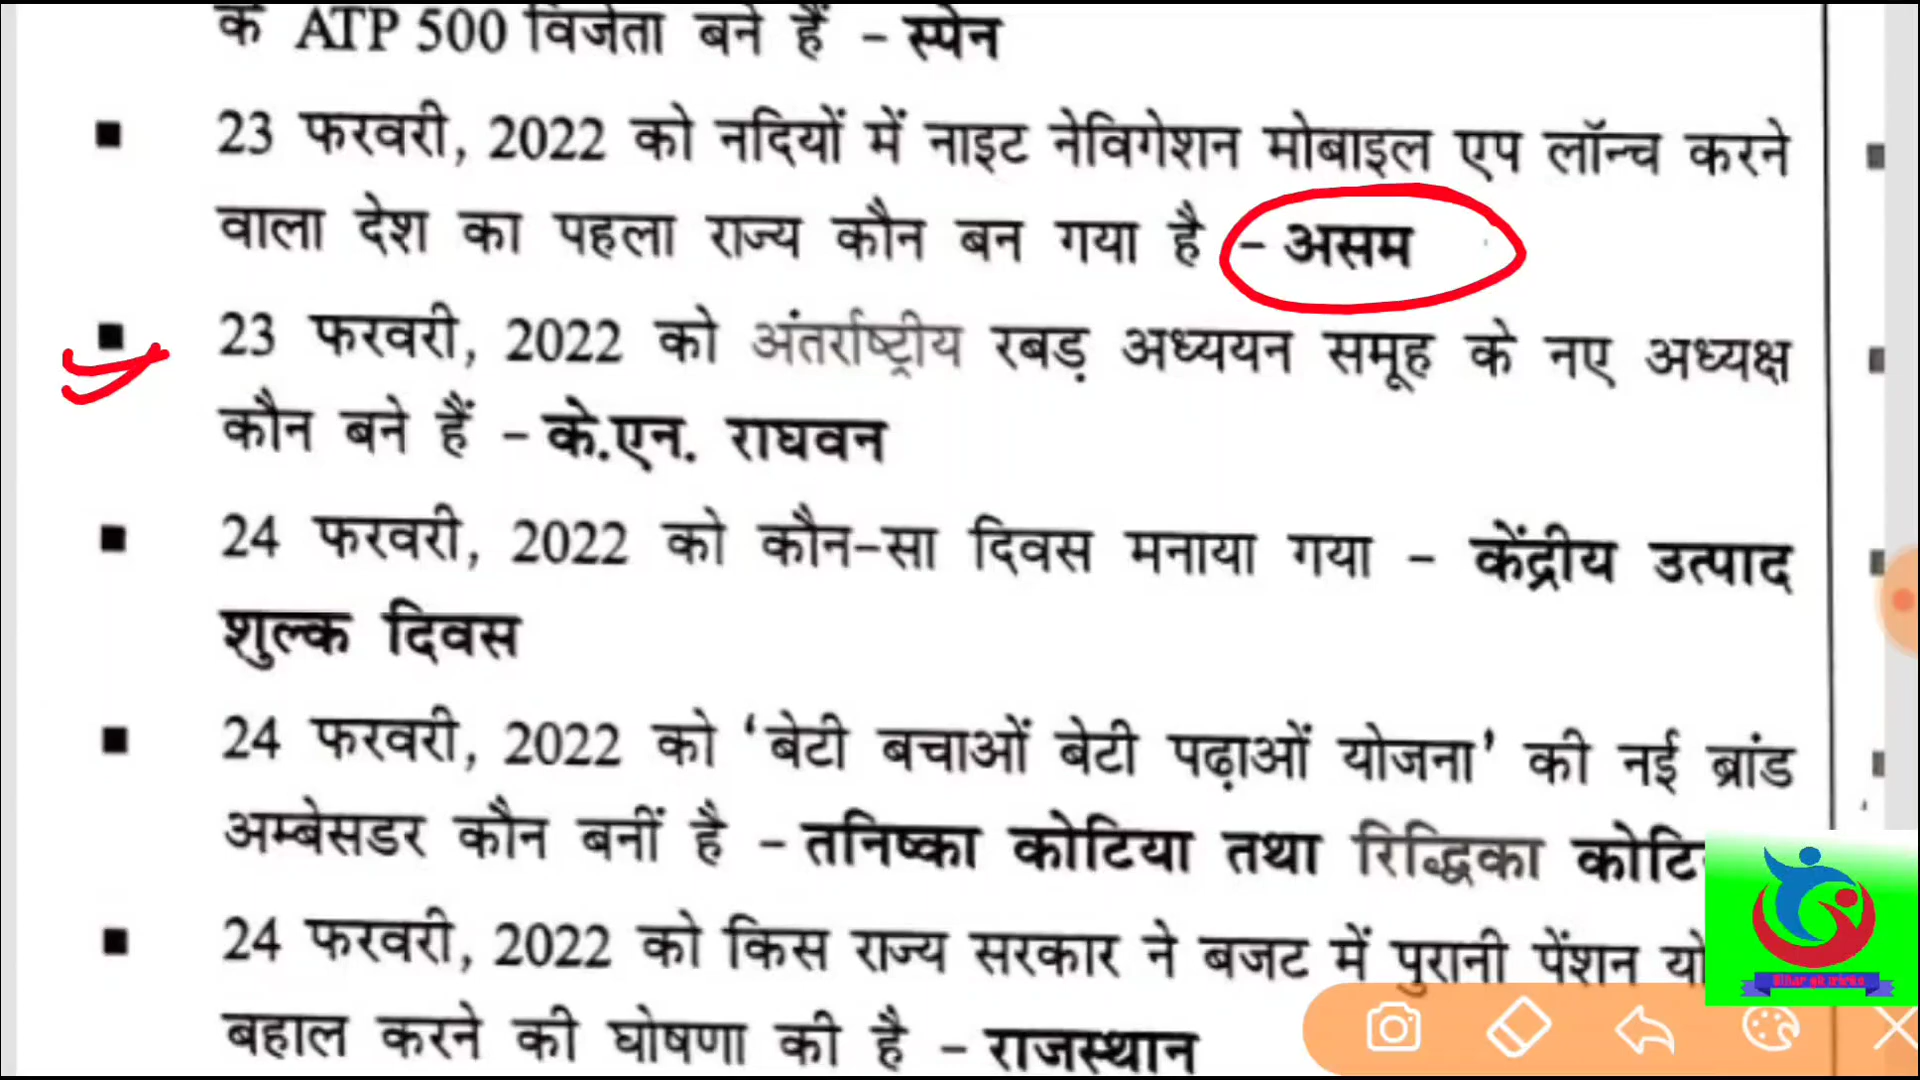 के ATP 500 विजेता बने हैं – स्पेन
▪ 23 फरवरी, 2022 को नदियों में नाइट नेविगेशन मोबाइल एप लॉन्च करने
वाला देश का पहला राज्य कौन बन गया है – असम
▪ 23 फरवरी, 2022 को अंतर्राष्ट्रीय रबड़ अध्ययन समूह के नए अध्यक्ष
कौन बने हैं – के.एन. राघवन
▪ 24 फरवरी, 2022 को कौन-सा दिवस मनाया गया – केंद्रीय उत्पाद
शुल्क दिवस
▪ 24 फरवरी, 2022 को ‘बेटी बचाओं बेटी पढ़ाओं योजना’ की नई ब्रांड
अम्बेसडर कौन बनीं है – तनिष्का कोटिया तथा रिद्धिका
▪ 24 फरवरी, 2022 को किस राज्य सरकार ने बजट में पुरानी पेंशन
बहाल करने की घोषणा की है – राजस्थान